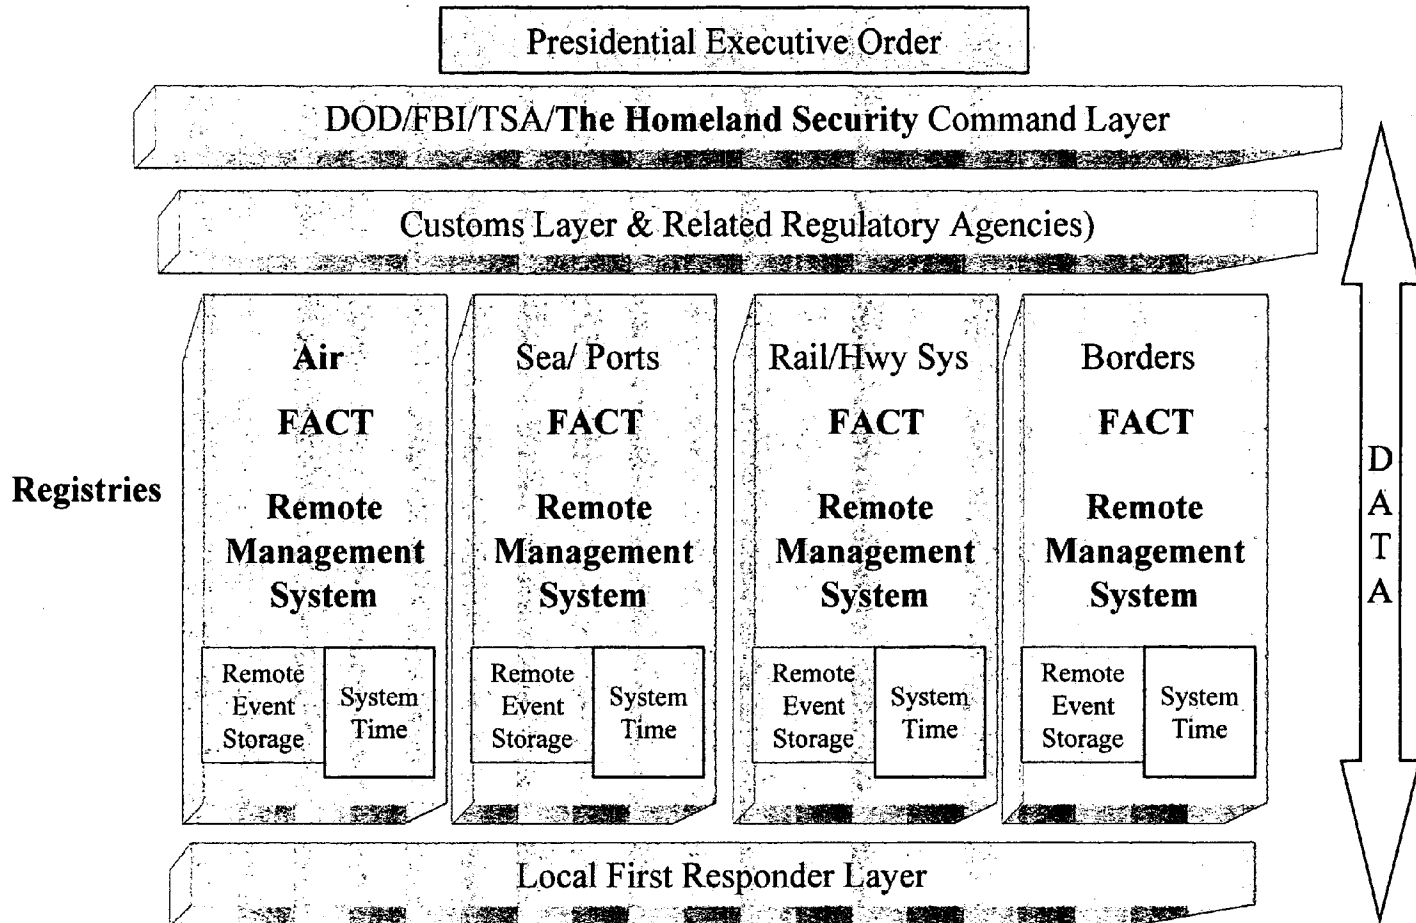 Presidential Executive Order
DOD/FBI/TSA/The Homeland Security Command Layer
Customs Layer & Related Regulatory Agencies)
Registries
Air
FACT
Remote
Management
System
Remote
Event
Storage
System
Time
Sea/ Ports
FACT
Remote
Management
System
Remote
Event
Storage
System
Time
Rail/Hwy Sys
FACT
Remote
Management
System
Remote
Event
Storage
System
Time
Borders
FACT
Remote
Management
System
Remote
Event
Storage
System
Time
D
A
T
A
Local First Responder Layer